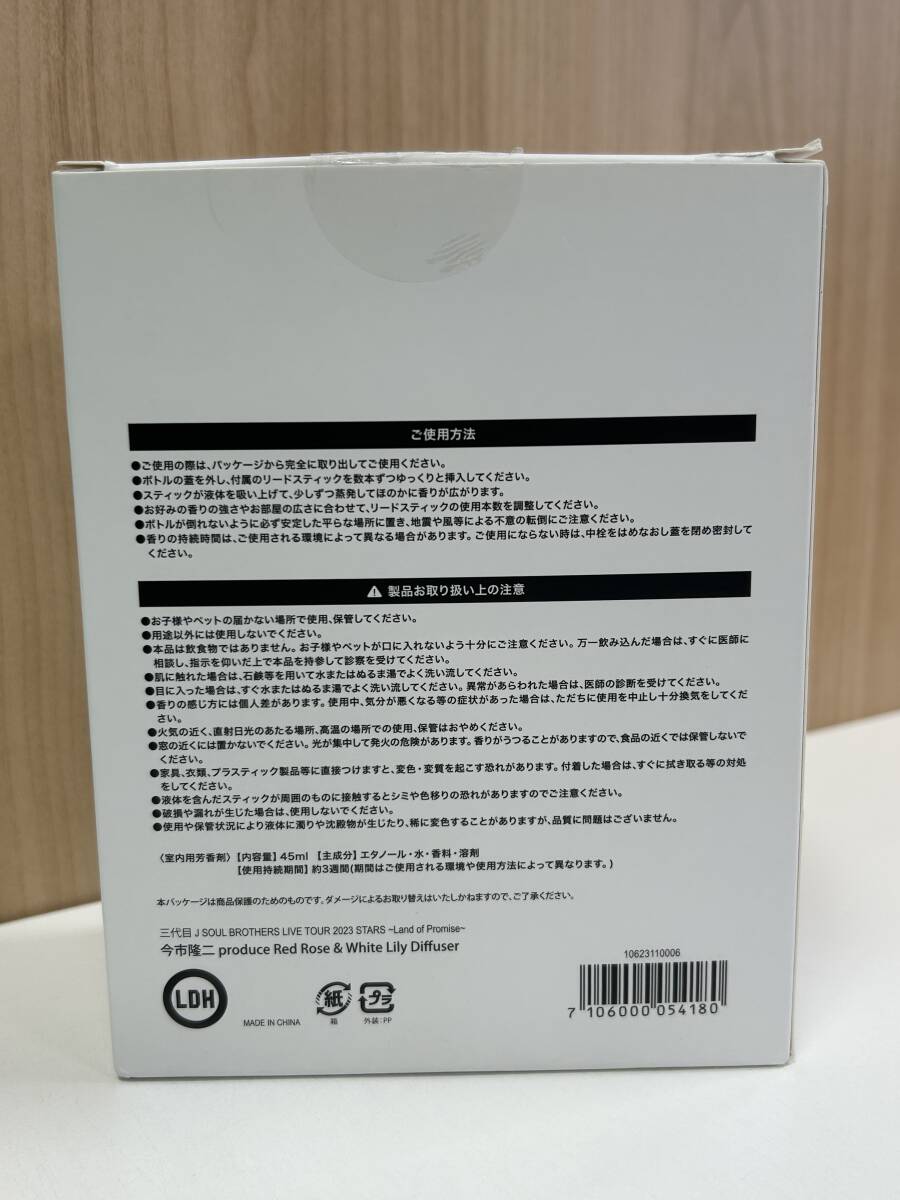 ご使用方法
●ご使用の際は、パッケージから完全に取り出してご使用ください。
●ボトルの蓋を外し、付属のリードスティックを数本ずつゆっくりと挿入してください。
●スティックが液体を吸い上げて、少しずつ蒸発してほのかに香りが広がります。
●お好みの香りの強さやお部屋の広さに合わせて、リードスティックの使用本数を調整してください。
●ボトルが倒れないように必ず安定した平らな場所に置き、地震や風等による不意の転倒にご注意ください。
●香りの持続時間は、ご使用される環境によって異なる場合があります。ご使用にならない時は、中栓をはめなおし蓋を閉め密封して
ください。
製品お取り扱い上の注意
●お子様やペットの届かない場所で使用、保管してください。
●用途以外には使用しないでください。
●本品は飲食物ではありません。お子様やペットが口に入れないよう十分にご注意ください。万一飲み込んだ場合は、すぐに医師に
相談し、指示を仰いだ上で本品を持参して診察を受けてください。
●肌に触れた場合は、石鹸等を用いて水またはぬるま湯でよく洗い流してください。
●目に入った場合は、すぐ水またはぬるま湯でよく洗い流してください。異常があらわれた場合は、医師の診断を受けてください。
●香りの感じ方には個人差があります。使用中、気分が悪くなる等の症状があった場合は、ただちに使用を中止し十分換気をしてくだ
さい。
●火気の近く、直射日光のあたる場所、高温の場所での使用、保管はおやめください。
●窓の近くには置かないでください。光が集中して発火の危険があります。香りがうつることがありますので、食品の近くでは保管しないで
ください。
●家具、衣類、プラスティック製品等に直接つけますと、変色・変質を起こす恐れがあります。付着した場合は、すぐに拭き取る等の対処
をしてください。
●液体を含んだスティックが周囲のものに接触するとシミや色移りの恐れがありますのでご注意ください。
●破損や漏れが生じた場合は、使用しないでください。
●使用や保管状況により液体に濁りや沈殿物が生じたり、稀に変色することがありますが、品質に問題はございません。
〈室内用芳香剤〉【内容量】45ml 【主成分】エタノール・水・香料・溶剤
【使用持続期間】約3週間(期間はご使用される環境や使用方法によって異なります。)
本パッケージは商品保護のためのものです。ダメージによるお取り替えはいたしかねますので、ご了承ください。
三代目 J SOUL BROTHERS LIVE TOUR 2023 STARS ~Land of Promise~
今市隆二 produce Red Rose & White Lily Diffuser
10623110006
LDH
MADE IN CHINA
紙
箱
プラ
外装:PP
7 106000 054180